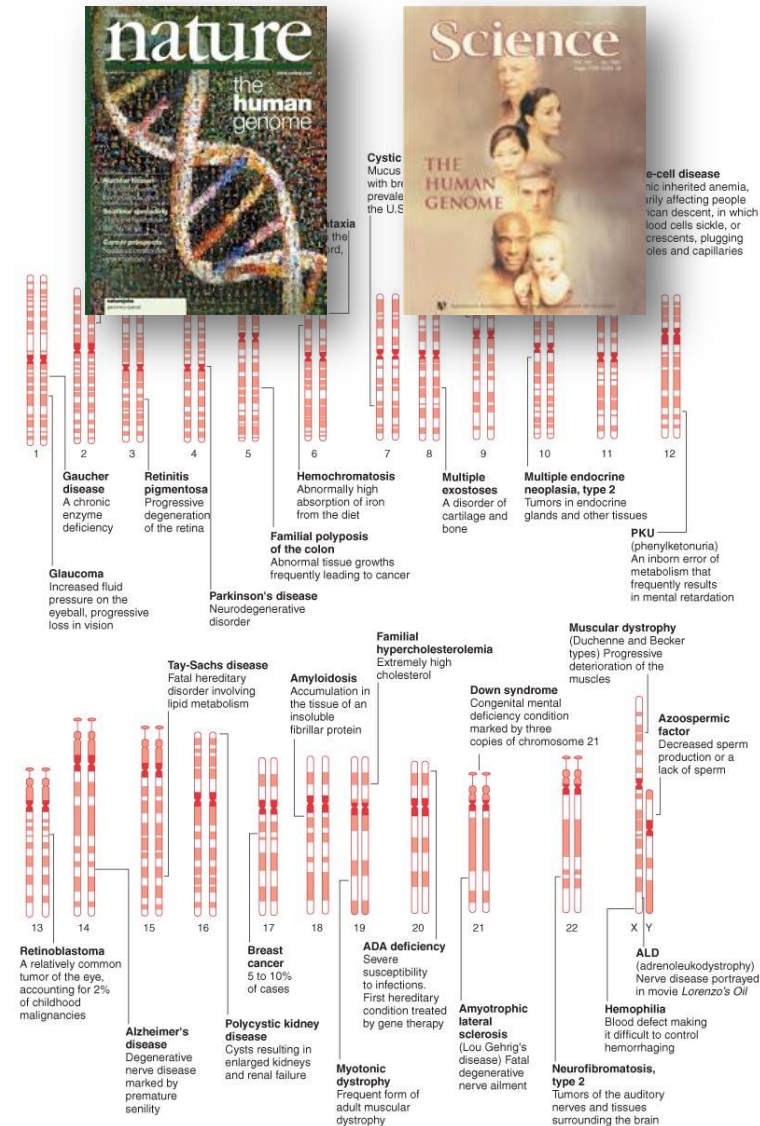 nature
the
human
genome
Science
THE
HUMAN
GENOME
Cystic
Mucus
with bre
prevale
the U.S
taxia
the
ord,
e-cell disease
nic inherited anemia,
arily affecting people
ican descent, in which
lood cells sickle, or
crescents, plugging
oles and capillaries
1 2 3 4 5 6 7 8 9 10 11 12
Gaucher
disease
A chronic
enzyme
deficiency
Retinitis
pigmentosa
Progressive
degeneration
of the retina
Hemochromatosis
Abnormally high
absorption of iron
from the diet
Multiple
exostoses
A disorder of
cartilage and
bone
Multiple endocrine
neoplasia, type 2
Tumors in endocrine
glands and other tissues
PKU
(phenylketonuria)
An inborn error of
metabolism that
frequently results
in mental retardation
Familial polyposis
of the colon
Abnormal tissue growths
frequently leading to cancer
Glaucoma
Increased fluid
pressure on the
eyeball, progressive
loss in vision
Parkinson's disease
Neurodegenerative
disorder
Muscular dystrophy
(Duchenne and Becker
types) Progressive
deterioration of the
muscles
Familial
hypercholesterolemia
Extremely high
cholesterol
Tay-Sachs disease
Fatal hereditary
disorder involving
lipid metabolism
Amyloidosis
Accumulation in
the tissue of an
insoluble
fibrillar protein
Down syndrome
Congenital mental
deficiency condition
marked by three
copies of chromosome 21
Azoospermic
factor
Decreased sperm
production or a
lack of sperm
13 14 15 16 17 18 19 20 21 22 X Y
Retinoblastoma
A relatively common
tumor of the eye,
accounting for 2%
of childhood
malignancies
Breast
cancer
5 to 10%
of cases
ADA deficiency
Severe
susceptibility
to infections.
First hereditary
condition treated
by gene therapy
ALD
(adrenoleukodystrophy)
Nerve disease portrayed
in movie Lorenzo's Oil
Alzheimer's
disease
Degenerative
nerve disease
marked by
premature
senility
Polycystic kidney
disease
Cysts resulting in
enlarged kidneys
and renal failure
Myotonic
dystrophy
Frequent form of
adult muscular
dystrophy
Amyotrophic
lateral
sclerosis
(Lou Gehrig's
disease) Fatal
degenerative
nerve ailment
Hemophilia
Blood defect making
it difficult to control
hemorrhaging
Neurofibromatosis,
type 2
Tumors of the auditory
nerves and tissues
surrounding the brain